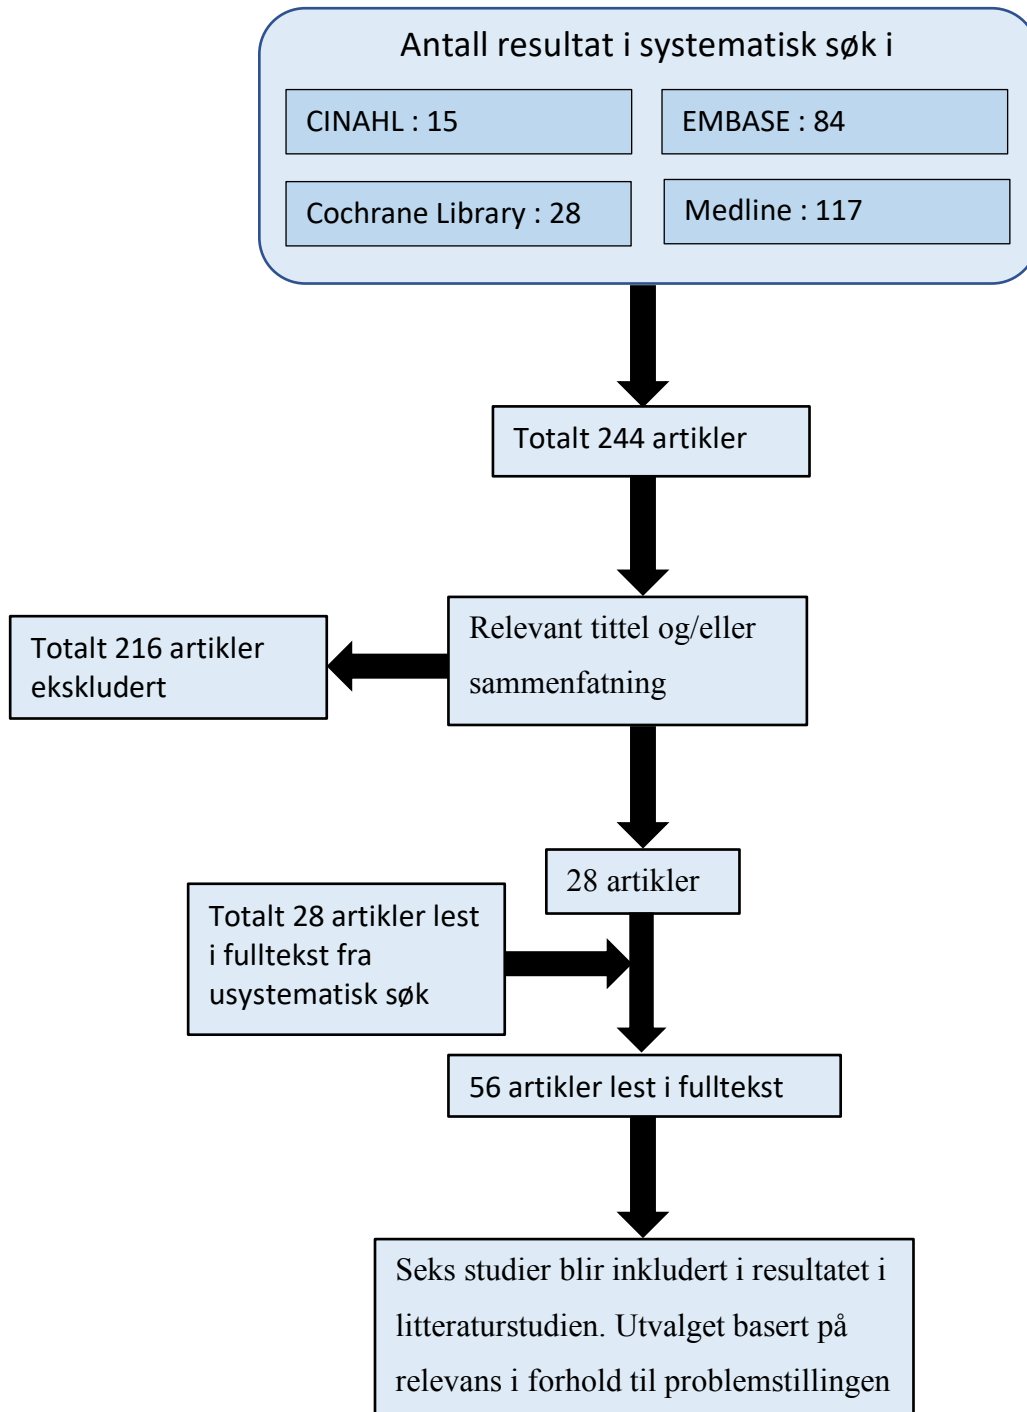 Antall resultat i systematisk søk i
CINAHL : 15
EMBASE : 84
Cochrane Library : 28
Medline : 117
Totalt 244 artikler
Relevant tittel og/eller
sammenfatning
Totalt 216 artikler
ekskludert
28 artikler
Totalt 28 artikler lest
i fulltekst fra
usystematisk søk
56 artikler lest i fulltekst
Seks studier blir inkludert i resultatet i
litteraturstudien. Utvalget basert på
relevans i forhold til problemstillingen